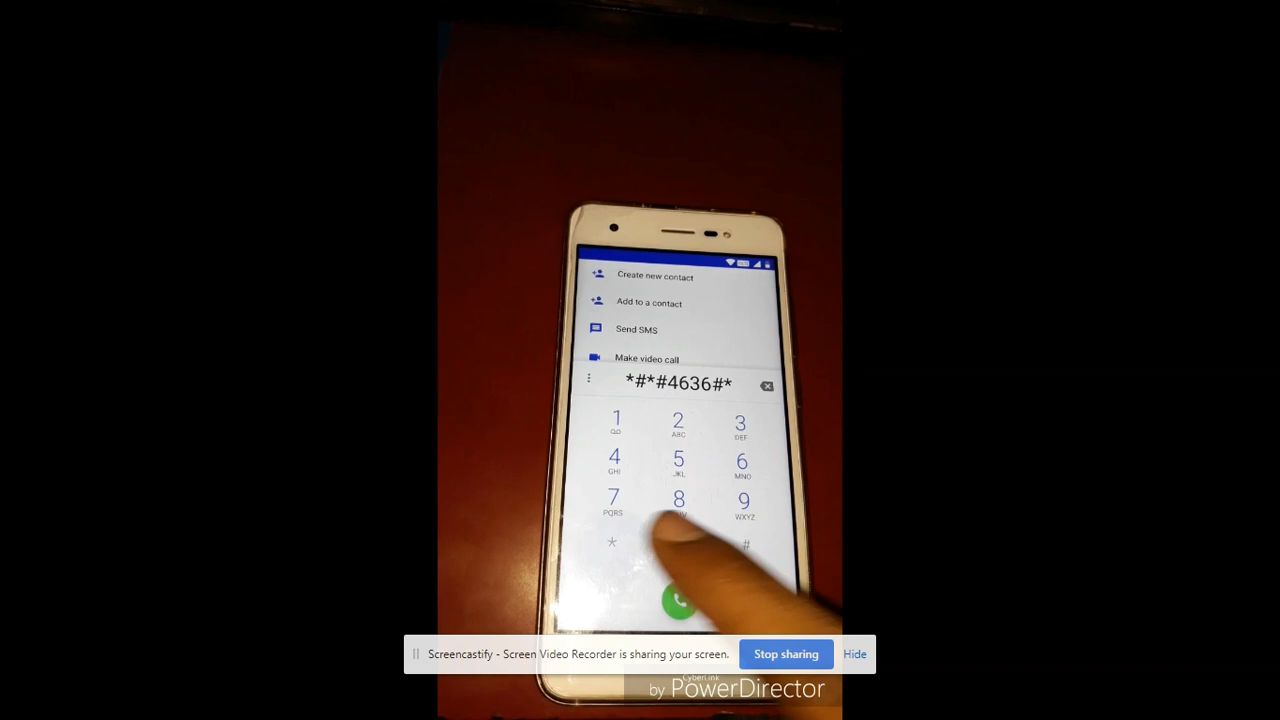 Create new contact
Add to a contact
Send SMS
Make video call
*#*#4636#*
1 2 3
ABC DEF
4 5 6
GHI JKL MNO
7 8 9
PQRS WXYZ
* #
Screencastify - Screen Video Recorder is sharing your screen. Stop sharing Hide
CyberLink
by PowerDirector